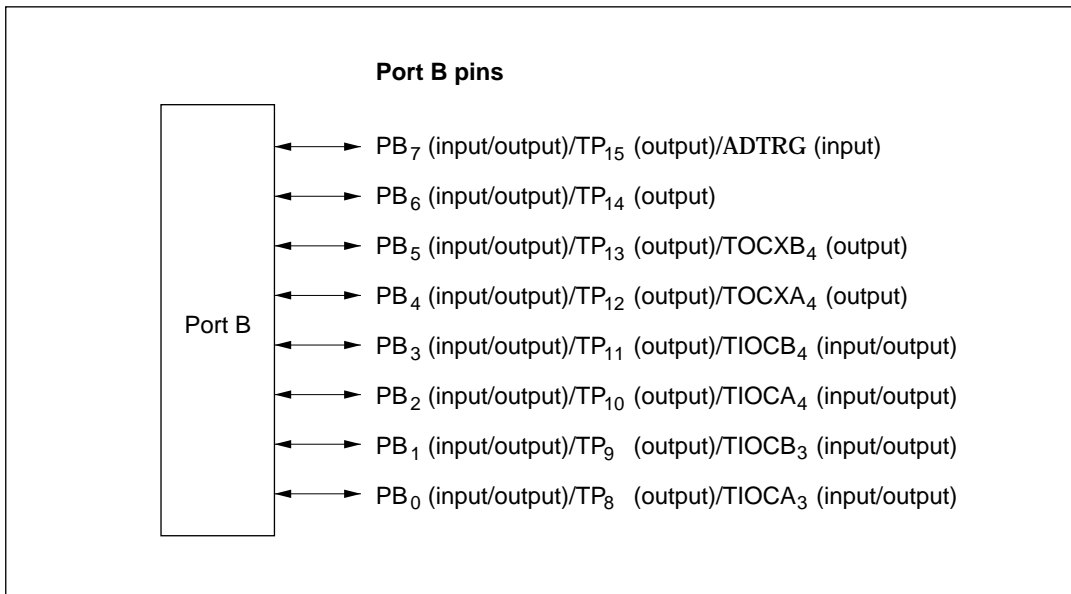 Port B pins
PB7 (input/output)/TP15 (output)/ADTRG (input)
PB6 (input/output)/TP14 (output)
PB5 (input/output)/TP13 (output)/TOCXB4 (output)
PB4 (input/output)/TP12 (output)/TOCXA4 (output)
Port B
PB3 (input/output)/TP11 (output)/TIOCB4 (input/output)
PB2 (input/output)/TP10 (output)/TIOCA4 (input/output)
PB1 (input/output)/TP9 (output)/TIOCB3 (input/output)
PB0 (input/output)/TP8 (output)/TIOCA3 (input/output)